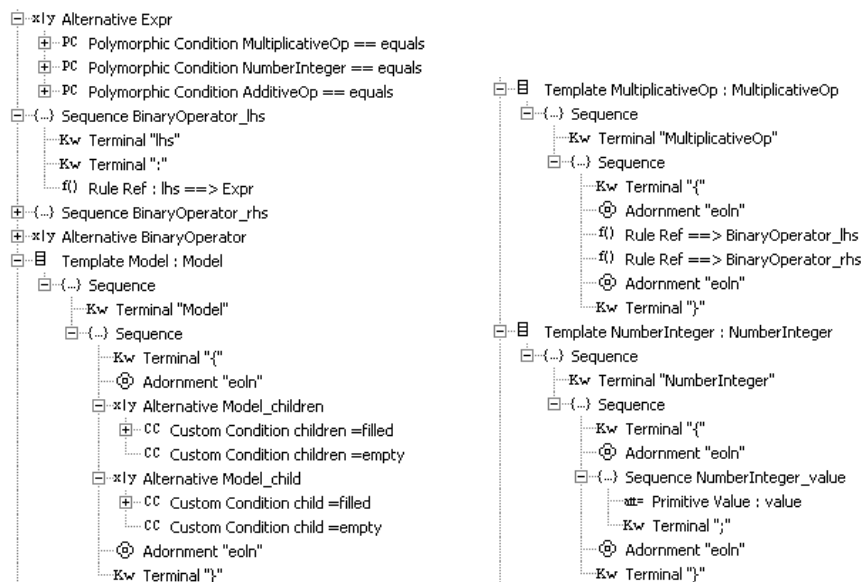 x|y Alternative Expr
PC Polymorphic Condition MultiplicativeOp == equals
PC Polymorphic Condition NumberInteger == equals
PC Polymorphic Condition AdditiveOp == equals
{...} Sequence BinaryOperator_lhs
Kw Terminal "lhs"
Kw Terminal ":"
f() Rule Ref : lhs ==> Expr
{...} Sequence BinaryOperator_rhs
x|y Alternative BinaryOperator
Template Model : Model
{...} Sequence
Kw Terminal "Model"
{...} Sequence
Kw Terminal "{"
Adornment "eoln"
x|y Alternative Model_children
CC Custom Condition children =filled
CC Custom Condition children =empty
x|y Alternative Model_child
CC Custom Condition child =filled
CC Custom Condition child =empty
Adornment "eoln"
Kw Terminal "}"
Template MultiplicativeOp : MultiplicativeOp
{...} Sequence
Kw Terminal "MultiplicativeOp"
{...} Sequence
Kw Terminal "{"
Adornment "eoln"
f() Rule Ref ==> BinaryOperator_lhs
f() Rule Ref ==> BinaryOperator_rhs
Adornment "eoln"
Kw Terminal "}"
Template NumberInteger : NumberInteger
{...} Sequence
Kw Terminal "NumberInteger"
{...} Sequence
Kw Terminal "{"
Adornment "eoln"
{...} Sequence NumberInteger_value
att= Primitive Value : value
Kw Terminal ";"
Adornment "eoln"
Kw Terminal "}"